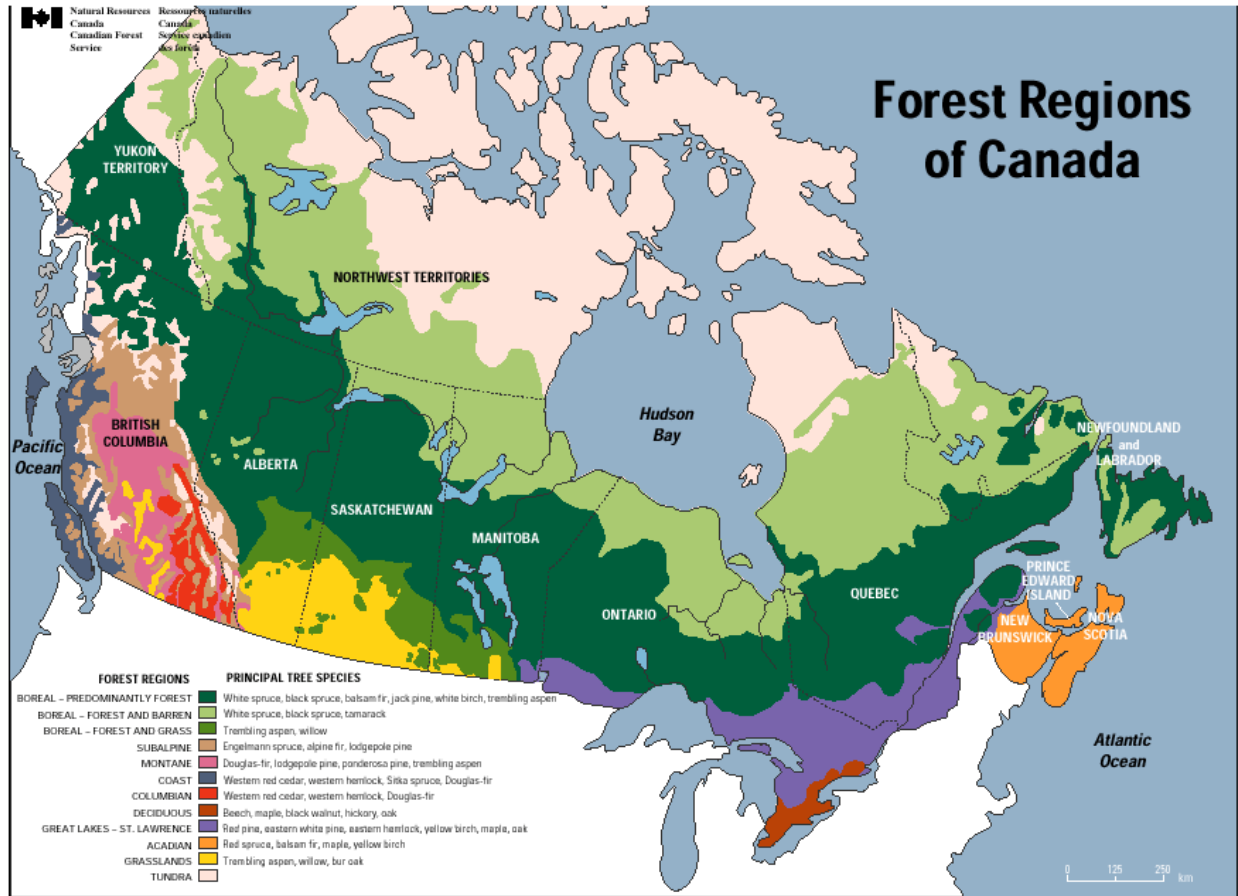 Natural Resources Ressources naturelles
Canada Canada
Canadian Forest Service canadien
Service des forêts
Forest Regions
of Canada
YUKON
TERRITORY
NORTHWEST TERRITORIES
BRITISH
COLUMBIA
Pacific
Ocean
ALBERTA
SASKATCHEWAN
MANITOBA
Hudson
Bay
ONTARIO
QUEBEC
NEWFOUNDLAND
and
LABRADOR
PRINCE
EDWARD
ISLAND
NEW
BRUNSWICK
NOVA
SCOTIA
Atlantic
Ocean
FOREST REGIONS PRINCIPAL TREE SPECIES
BOREAL – PREDOMINANTLY FOREST White spruce, black spruce, balsam fir, jack pine, white birch, trembling aspen
BOREAL – FOREST AND BARREN White spruce, black spruce, tamarack
BOREAL – FOREST AND GRASS Trembling aspen, willow
SUBALPINE Engelmann spruce, alpine fir, lodgepole pine
MONTANE Douglas-fir, lodgepole pine, ponderosa pine, trembling aspen
COAST Western red cedar, western hemlock, Sitka spruce, Douglas-fir
COLUMBIAN Western red cedar, western hemlock, Douglas-fir
DECIDUOUS Beech, maple, black walnut, hickory, oak
GREAT LAKES – ST. LAWRENCE Red pine, eastern white pine, eastern hemlock, yellow birch, maple, oak
ACADIAN Red spruce, balsam fir, maple, yellow birch
GRASSLANDS Trembling aspen, willow, bur oak
TUNDRA
0 125 250 km